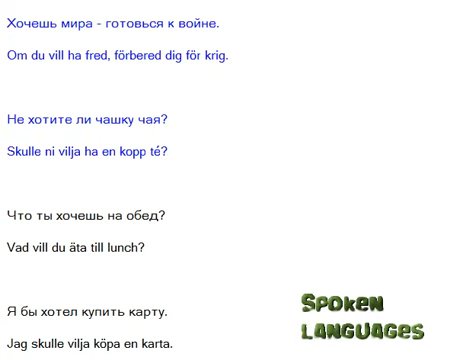 Хочешь мира - готовься к войне.
Om du vill ha fred, förbered dig för krig.
Не хотите ли чашку чая?
Skulle ni vilja ha en kopp té?
Что ты хочешь на обед?
Vad vill du äta till lunch?
Я бы хотел купить карту.
Jag skulle vilja köpa en karta.
Spoken
Languages